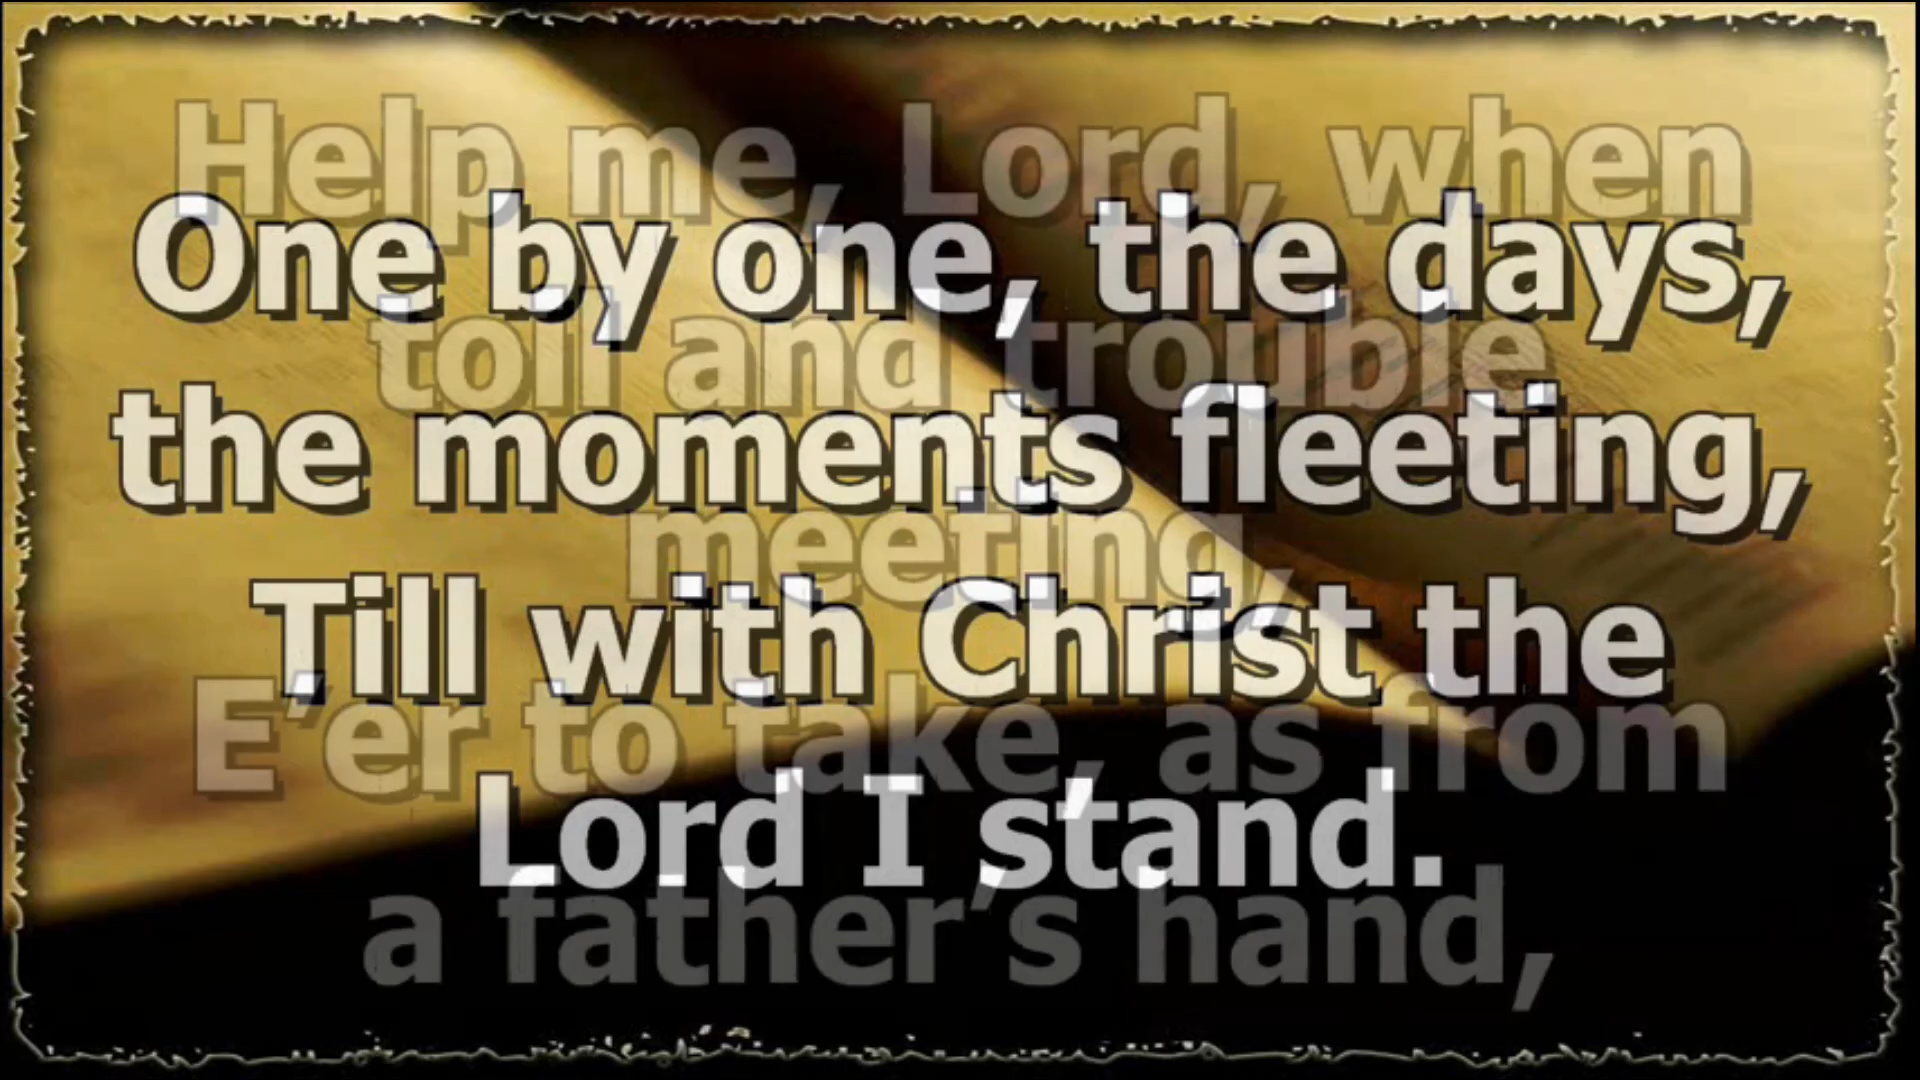 Help me, Lord, when
toil and trouble
meeting,
E’er to take, as from
a father’s hand,
One by one, the days,
the moments fleeting,
Till with Christ the
Lord I stand.